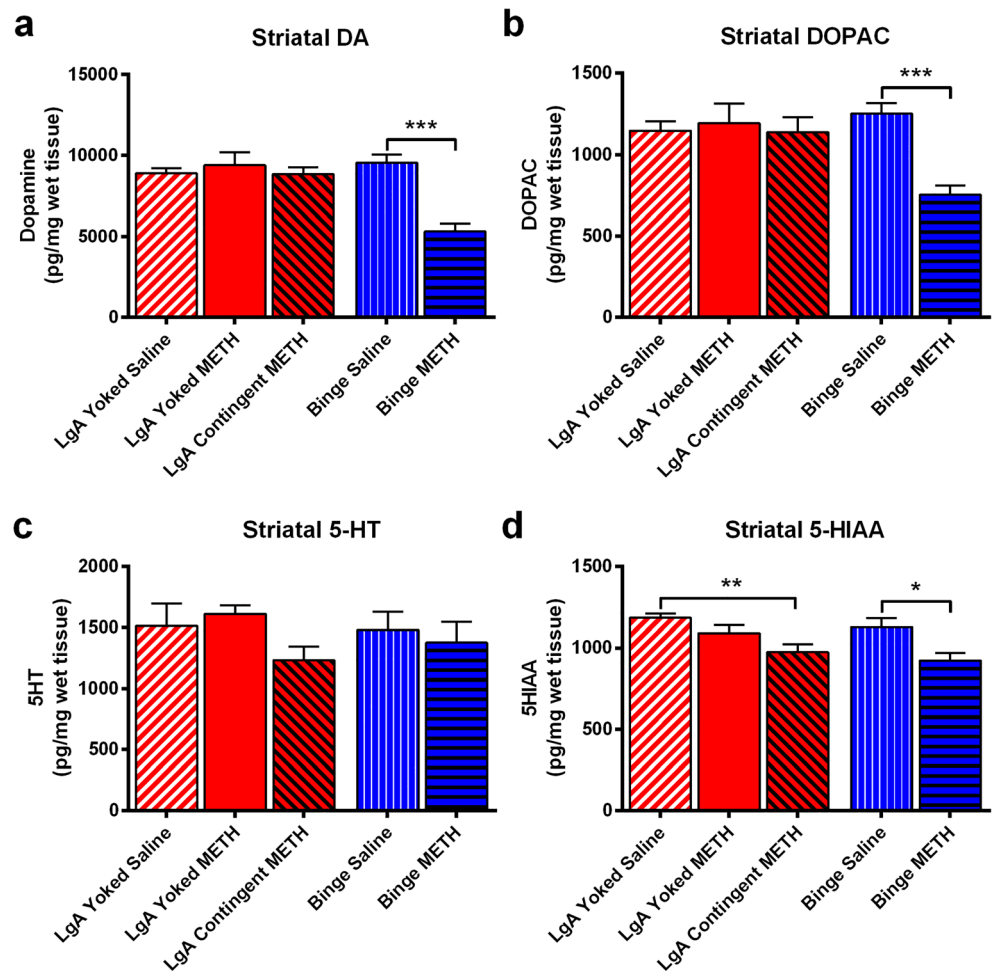 a
Striatal DA
Dopamine
(pg/mg wet tissue)
15000
10000
5000
0
***
LgA Yoked Saline
LgA Yoked METH
LgA Contingent METH
Binge Saline
Binge METH
b
Striatal DOPAC
DOPAC
(pg/mg wet tissue)
1500
1000
500
0
***
LgA Yoked Saline
LgA Yoked METH
LgA Contingent METH
Binge Saline
Binge METH
c
Striatal 5-HT
5HT
(pg/mg wet tissue)
2000
1500
1000
500
0
LgA Yoked Saline
LgA Yoked METH
LgA Contingent METH
Binge Saline
Binge METH
d
Striatal 5-HIAA
5HIAA
(pg/mg wet tissue)
1500
1000
500
0
**
*
LgA Yoked Saline
LgA Yoked METH
LgA Contingent METH
Binge Saline
Binge METH